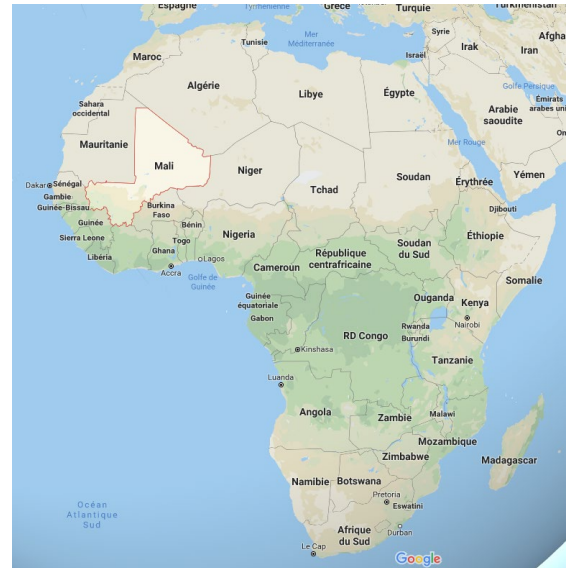 Espagne
Mer
Tyrrhénienne
Grèce
Turquie
Turkménistan
Mer
Méditerranée
Tunisie
Syrie
Irak
Iran
Afgha
Israël
Maroc
Algérie
Libye
Égypte
Golfe Persique
Émirats
arabes uni
Arabie
saoudite
On
Sahara
occidental
Mer Rouge
Mauritanie
Mali
Niger
Tchad
Soudan
Érythrée
Yémen
Dakar
Sénégal
Gambie
Guinée-Bissau
Guinée
Sierra Leone
Libéria
Burkina
Faso
Bénin
Togo
Ghana
Accra
Lagos
Nigeria
Golfe de
Guinée
Cameroun
République
centrafricaine
Soudan
du Sud
Djibouti
Éthiopie
Somalie
Guinée
équatoriale
Gabon
Ouganda
Kenya
Nairobi
Rwanda
Burundi
RD Congo
Kinshasa
Tanzanie
Luanda
Angola
Zambie
Malawi
Mozambique
Zimbabwe
Madagascar
Namibie
Botswana
Pretoria
Eswatini
Océan
Atlantique
Sud
Afrique
du Sud
Durban
Le Cap
Google